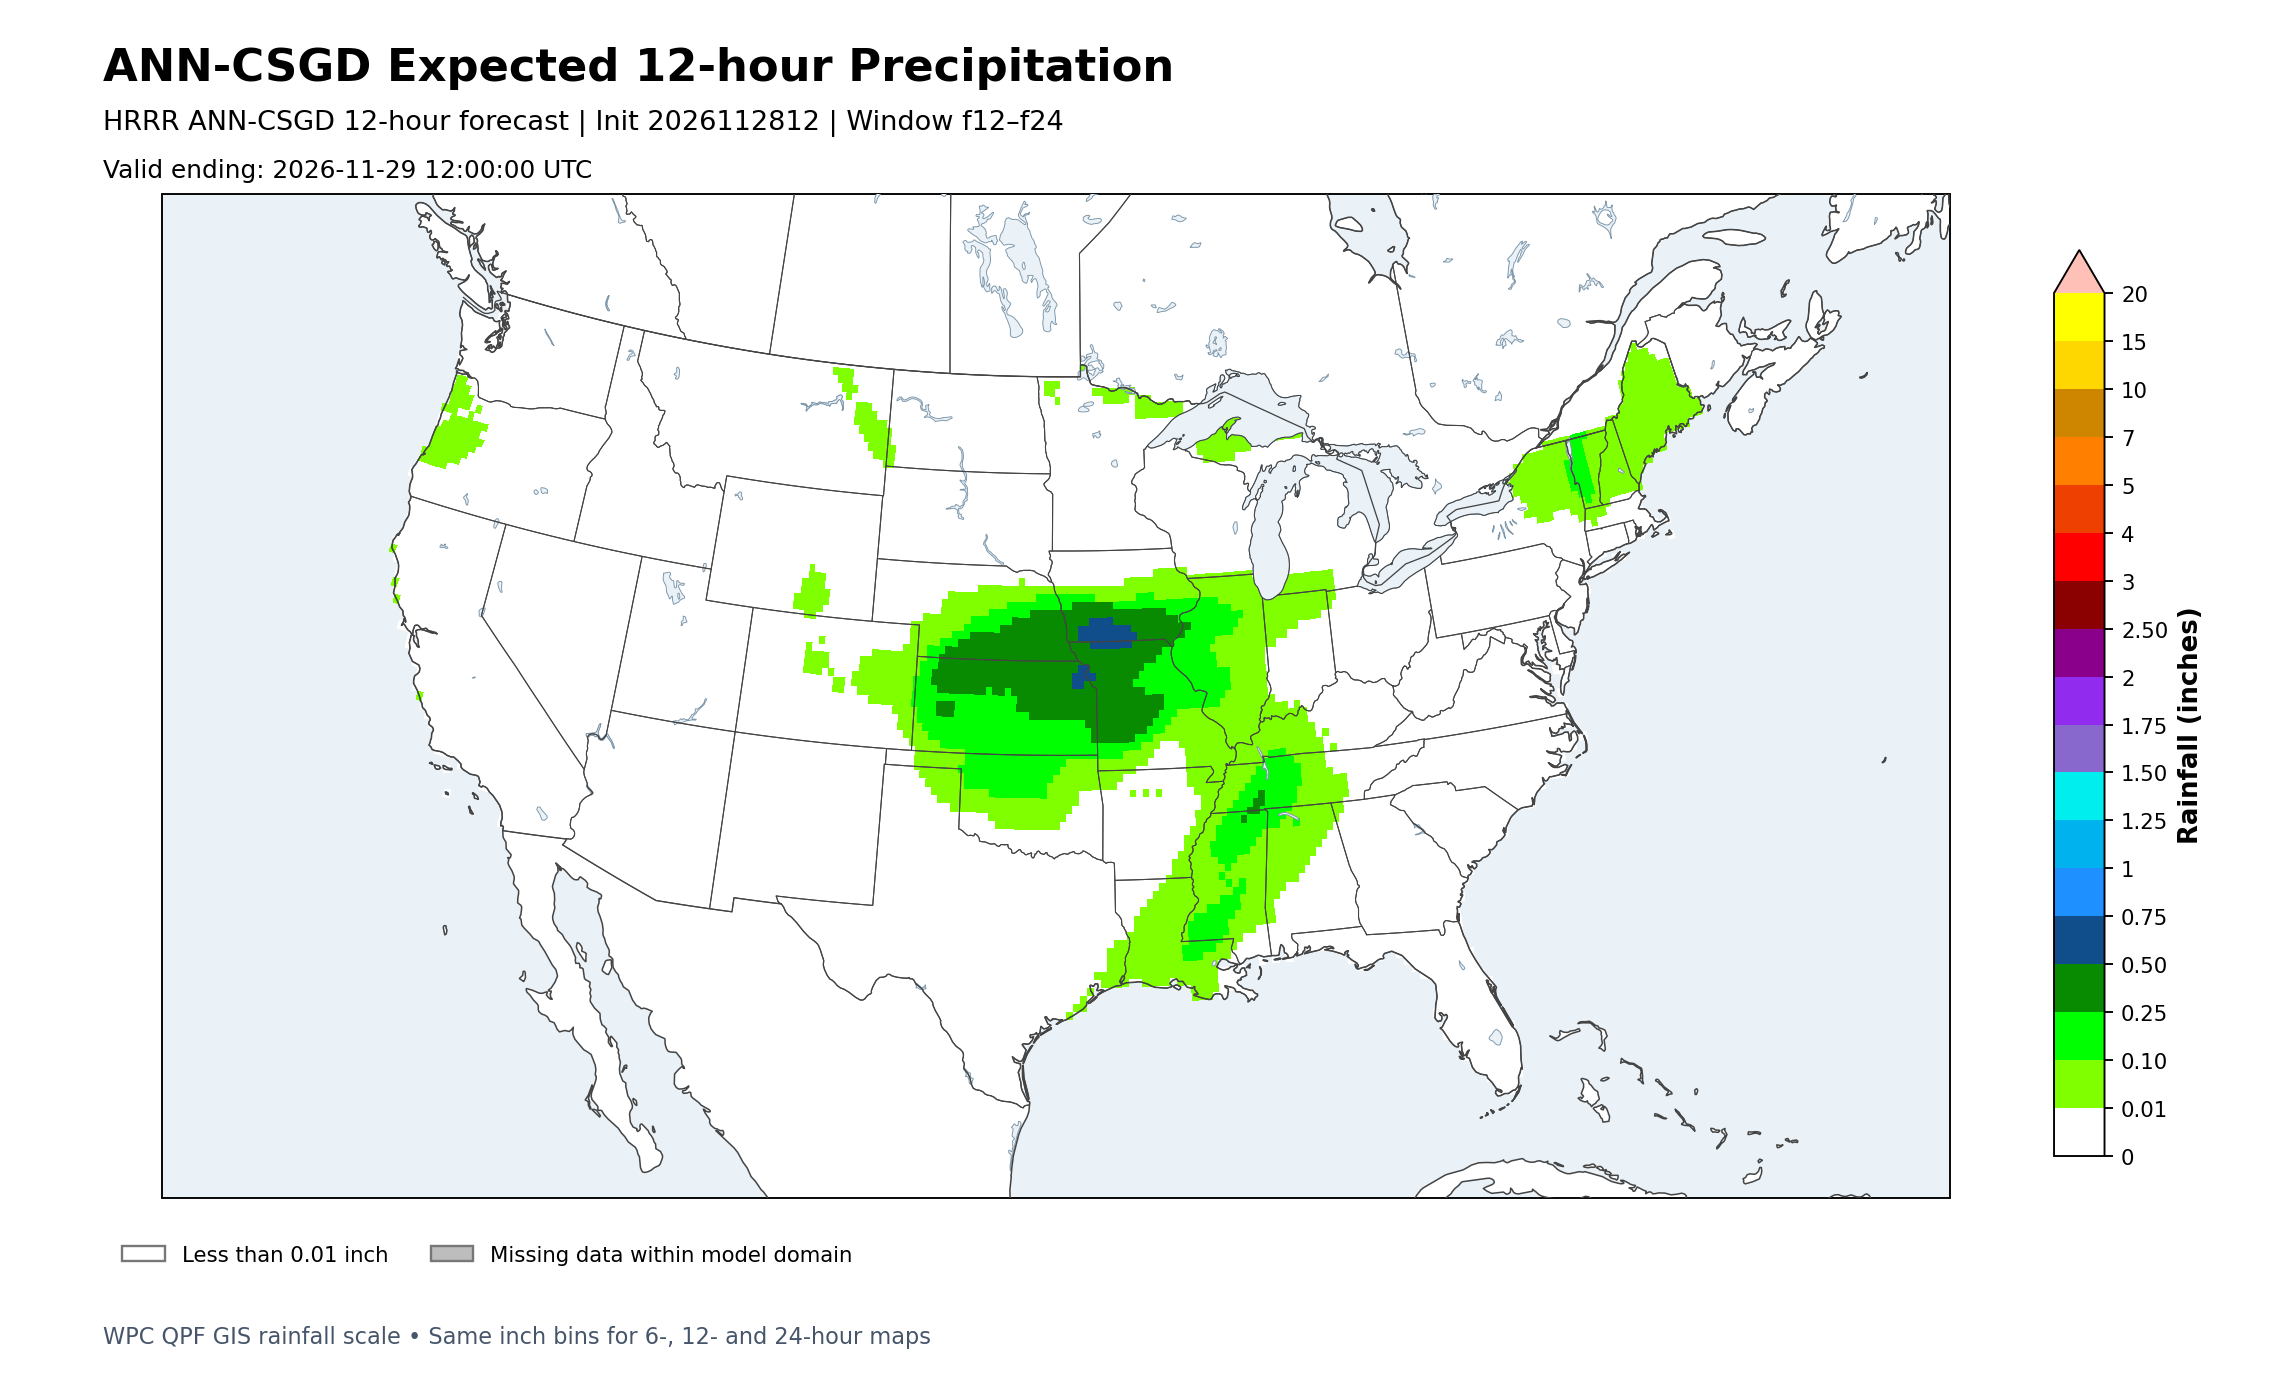 ANN-CSGD Expected 12-hour Precipitation
HRRR ANN-CSGD 12-hour forecast | Init 2026112812 | Window f12–f24
Valid ending: 2026-11-29 12:00:00 UTC
20
15
10
7
5
4
3
2.50
2
1.75
1.50
1.25
1
0.75
0.50
0.25
0.10
0.01
0
Rainfall (inches)
Less than 0.01 inch
Missing data within model domain
WPC QPF GIS rainfall scale • Same inch bins for 6-, 12- and 24-hour maps